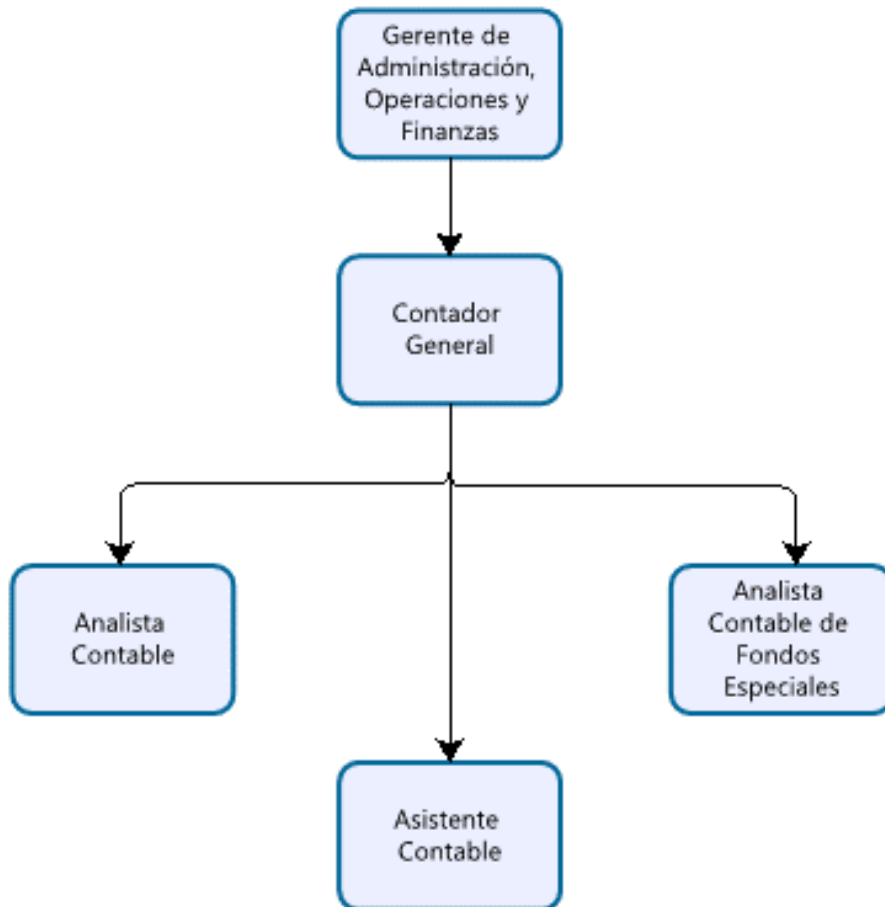 Gerente de
Administración,
Operaciones y
Finanzas
Contador
General
Analista
Contable
Analista
Contable de
Fondos
Especiales
Asistente
Contable